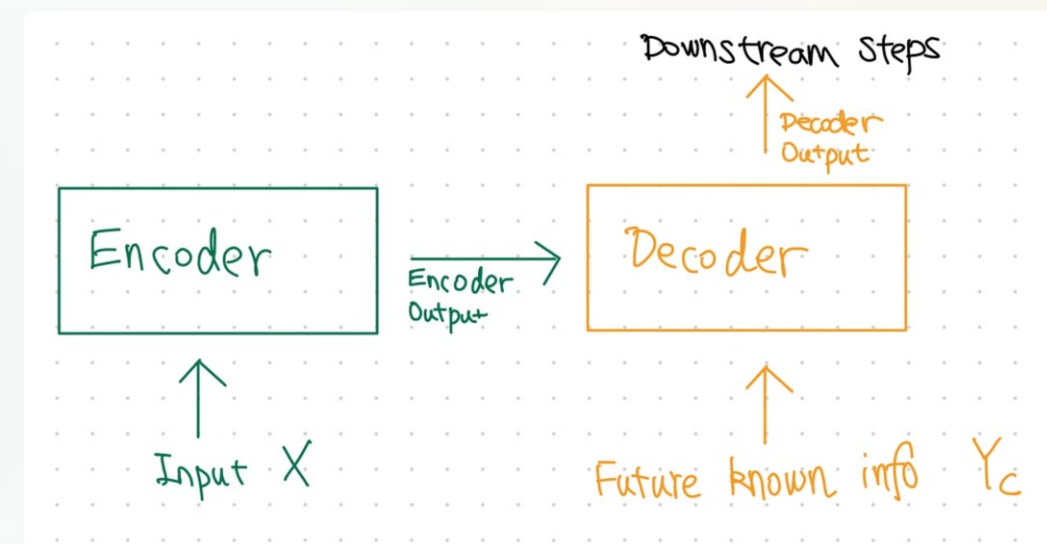 Downstream Steps
Decoder
Output
Encoder
Encoder
Output
Decoder
Input X
Future known info Yc